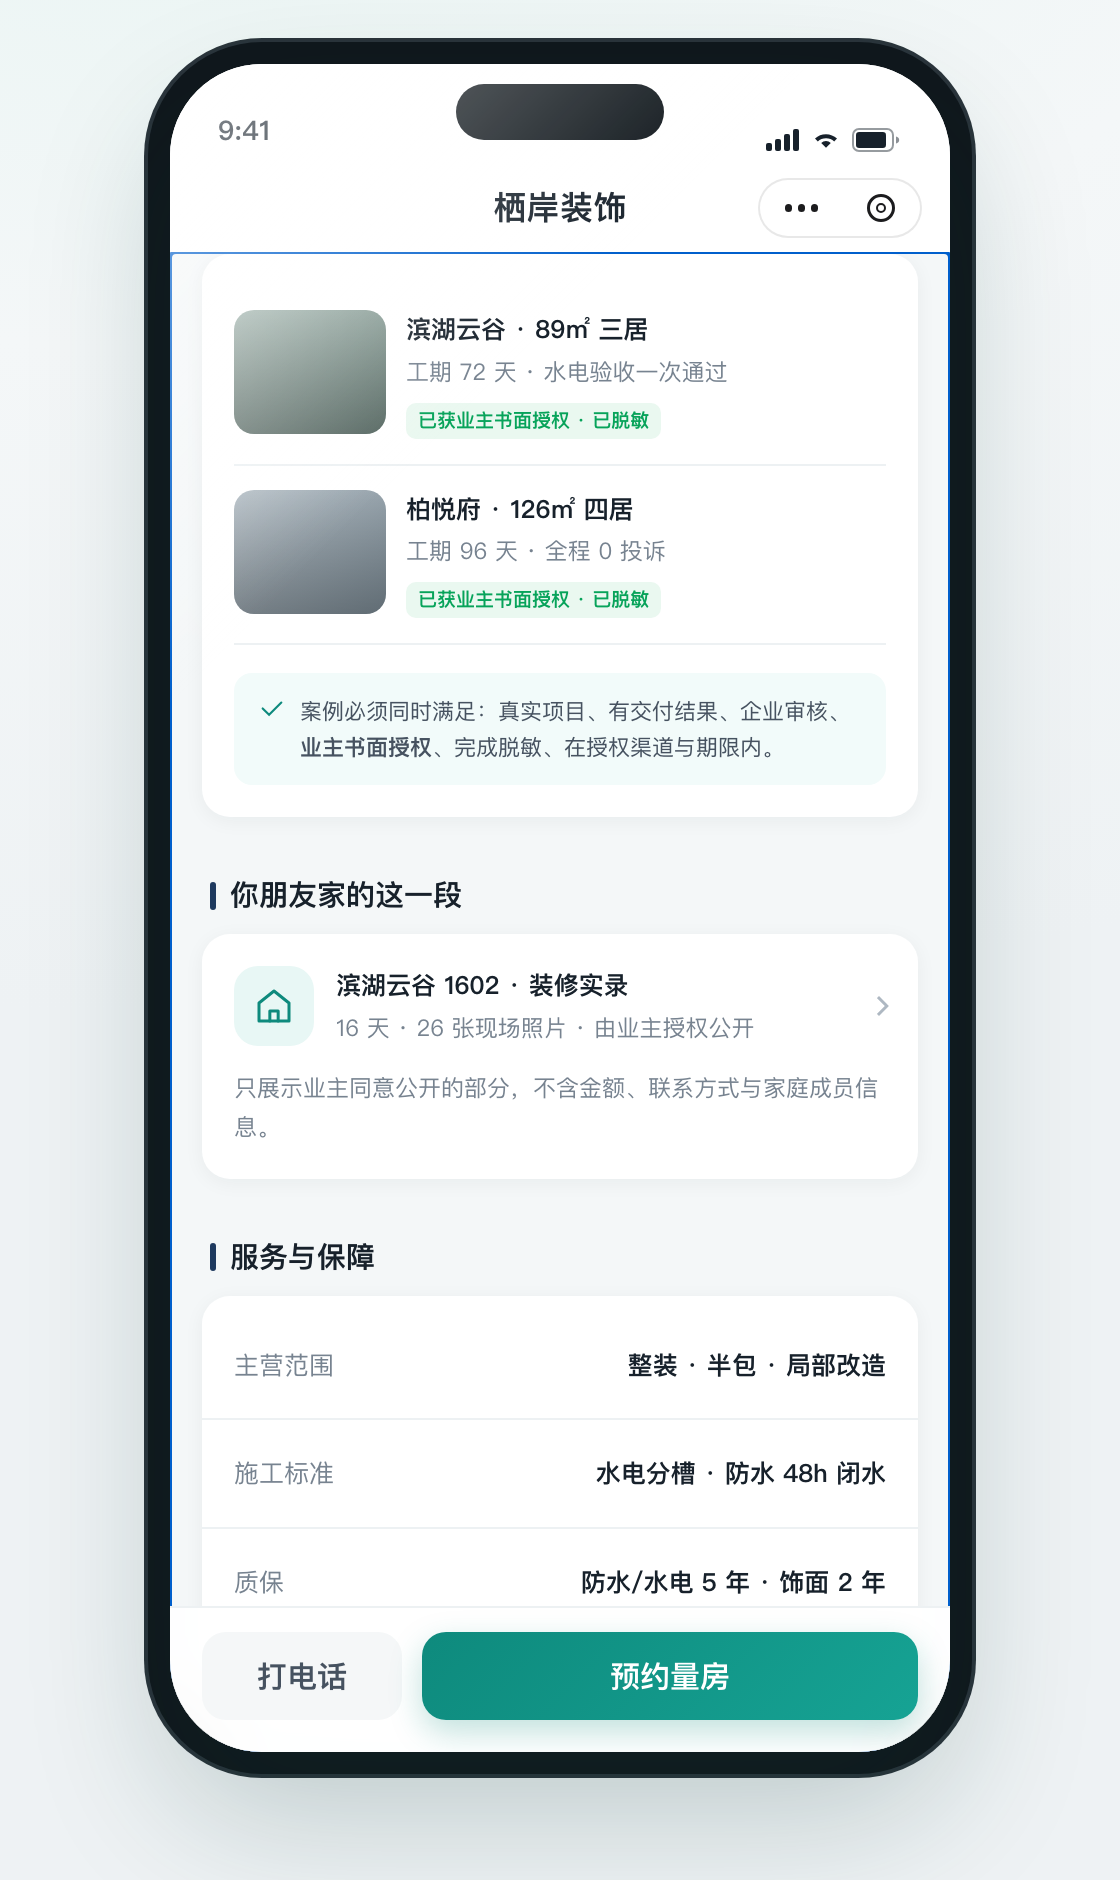 9:41
栖岸装饰
滨湖云谷 · 89㎡ 三居
工期 72 天 · 水电验收一次通过
已获业主书面授权 · 已脱敏
柏悦府 · 126㎡ 四居
工期 96 天 · 全程 0 投诉
已获业主书面授权 · 已脱敏
案例必须同时满足：真实项目、有交付结果、企业审核、
业主书面授权、完成脱敏、在授权渠道与期限内。
你朋友家的这一段
滨湖云谷 1602 · 装修实录
16 天 · 26 张现场照片 · 由业主授权公开
只展示业主同意公开的部分，不含金额、联系方式与家庭成员信
息。
服务与保障
主营范围 整装 · 半包 · 局部改造
施工标准 水电分槽 · 防水 48h 闭水
质保 防水/水电 5 年 · 饰面 2 年
打电话 预约量房